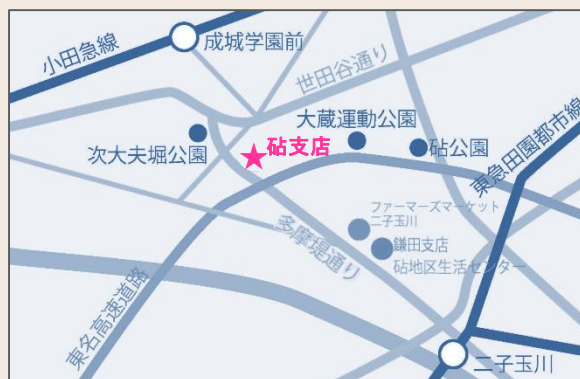 小田急線
成城学園前
世田谷通り
大蔵運動公園
砧支店
次大夫堀公園
砧公園
東急田園都市線
ファーマーズマーケット
二子玉川
鎌田支店
砧地区生活センター
多摩堤通り
東名高速道路
二子玉川